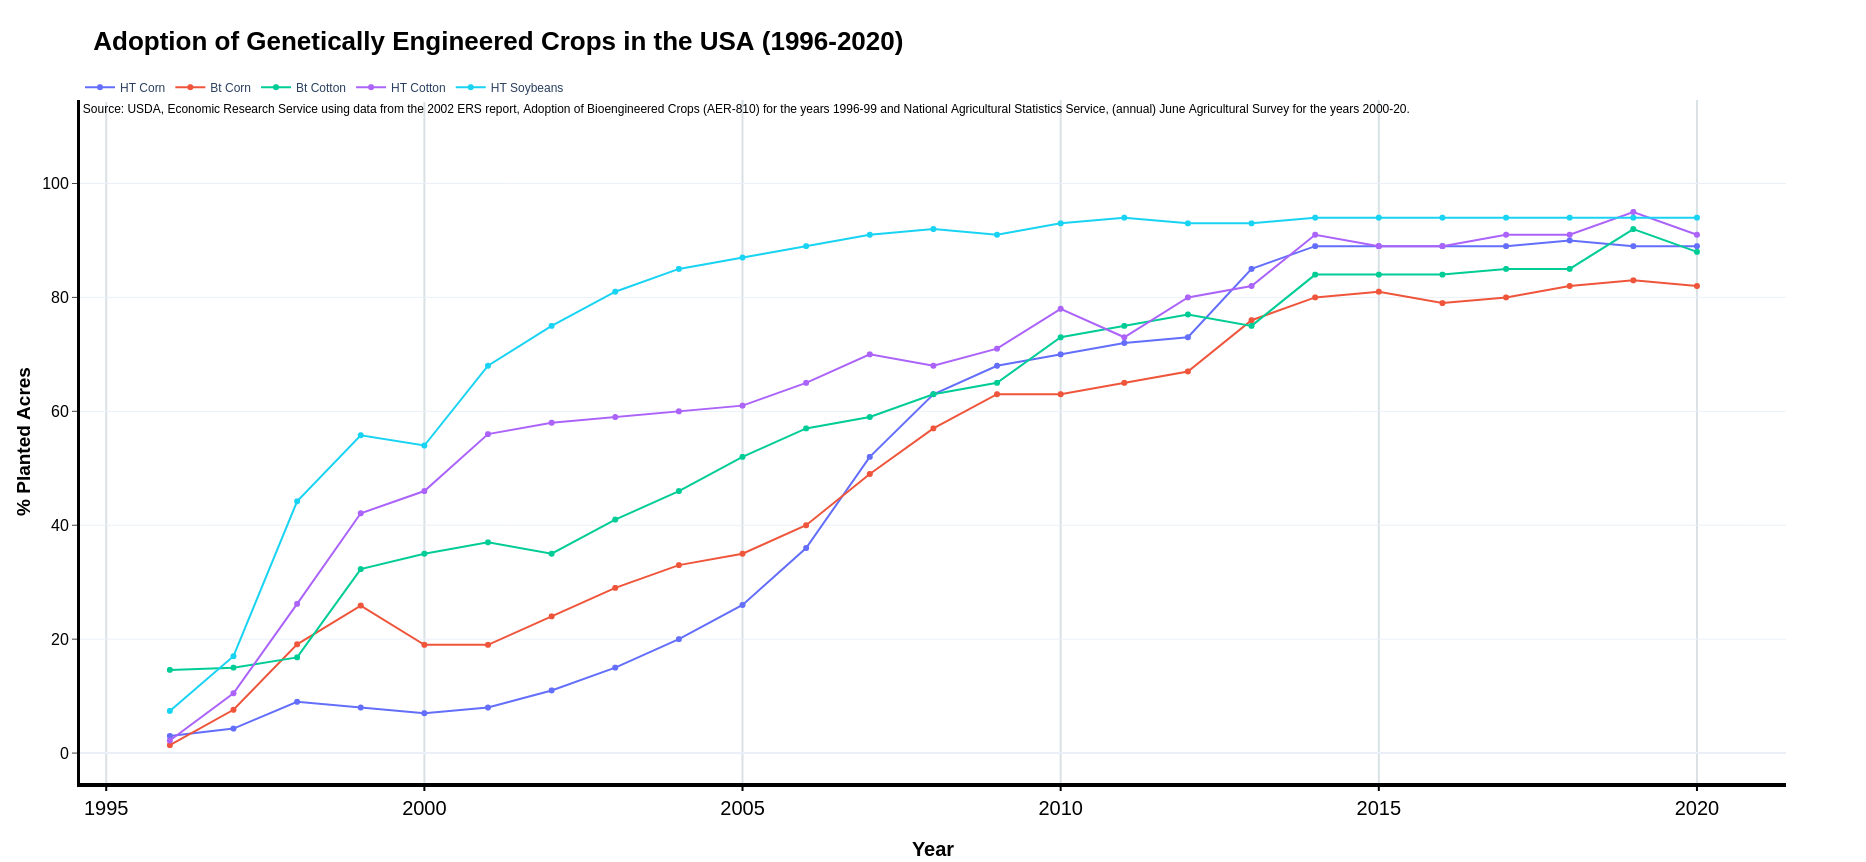 Adoption of Genetically Engineered Crops in the USA (1996-2020)
HT Corn Bt Corn Bt Cotton HT Cotton HT Soybeans
Source: USDA, Economic Research Service using data from the 2002 ERS report, Adoption of Bioengineered Crops (AER-810) for the years 1996-99 and National Agricultural Statistics Service, (annual) June Agricultural Survey for the years 2000-20.
100
80
60
40
20
0
% Planted Acres
1995 2000 2005 2010 2015 2020
Year